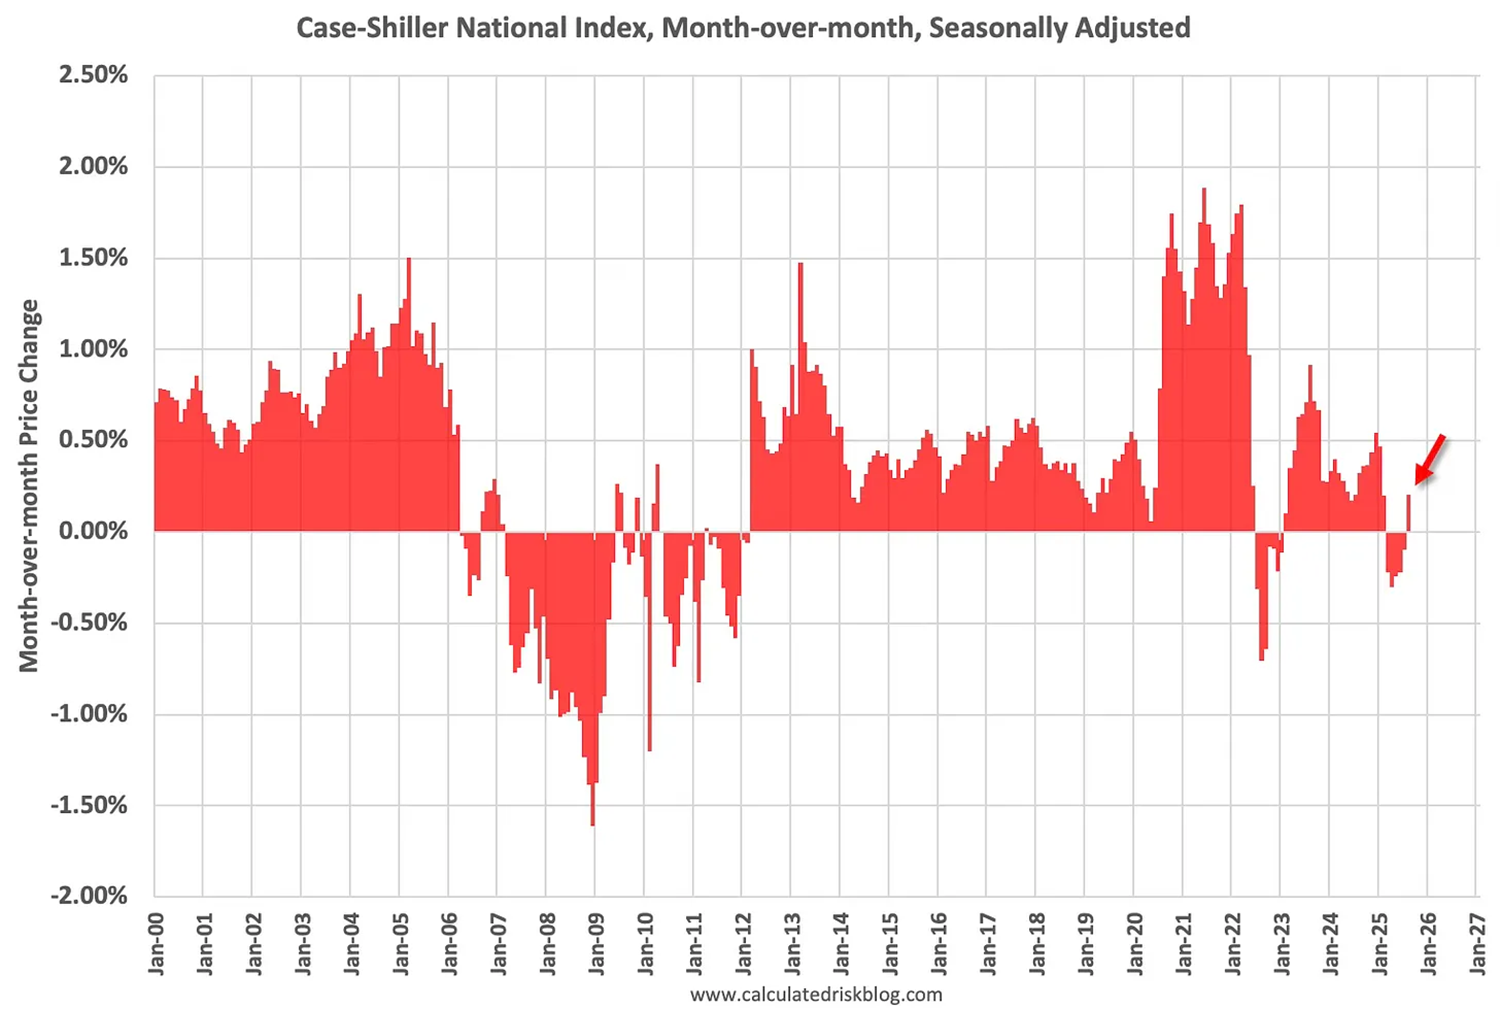 Case-Shiller National Index, Month-over-month, Seasonally Adjusted
Month-over-month Price Change
2.50%
2.00%
1.50%
1.00%
0.50%
0.00%
-0.50%
-1.00%
-1.50%
-2.00%
Jan-00
Jan-01
Jan-02
Jan-03
Jan-04
Jan-05
Jan-06
Jan-07
Jan-08
Jan-09
Jan-10
Jan-11
Jan-12
Jan-13
Jan-14
Jan-15
Jan-16
Jan-17
Jan-18
Jan-19
Jan-20
Jan-21
Jan-22
Jan-23
Jan-24
Jan-25
Jan-26
Jan-27
www.calculatedriskblog.com